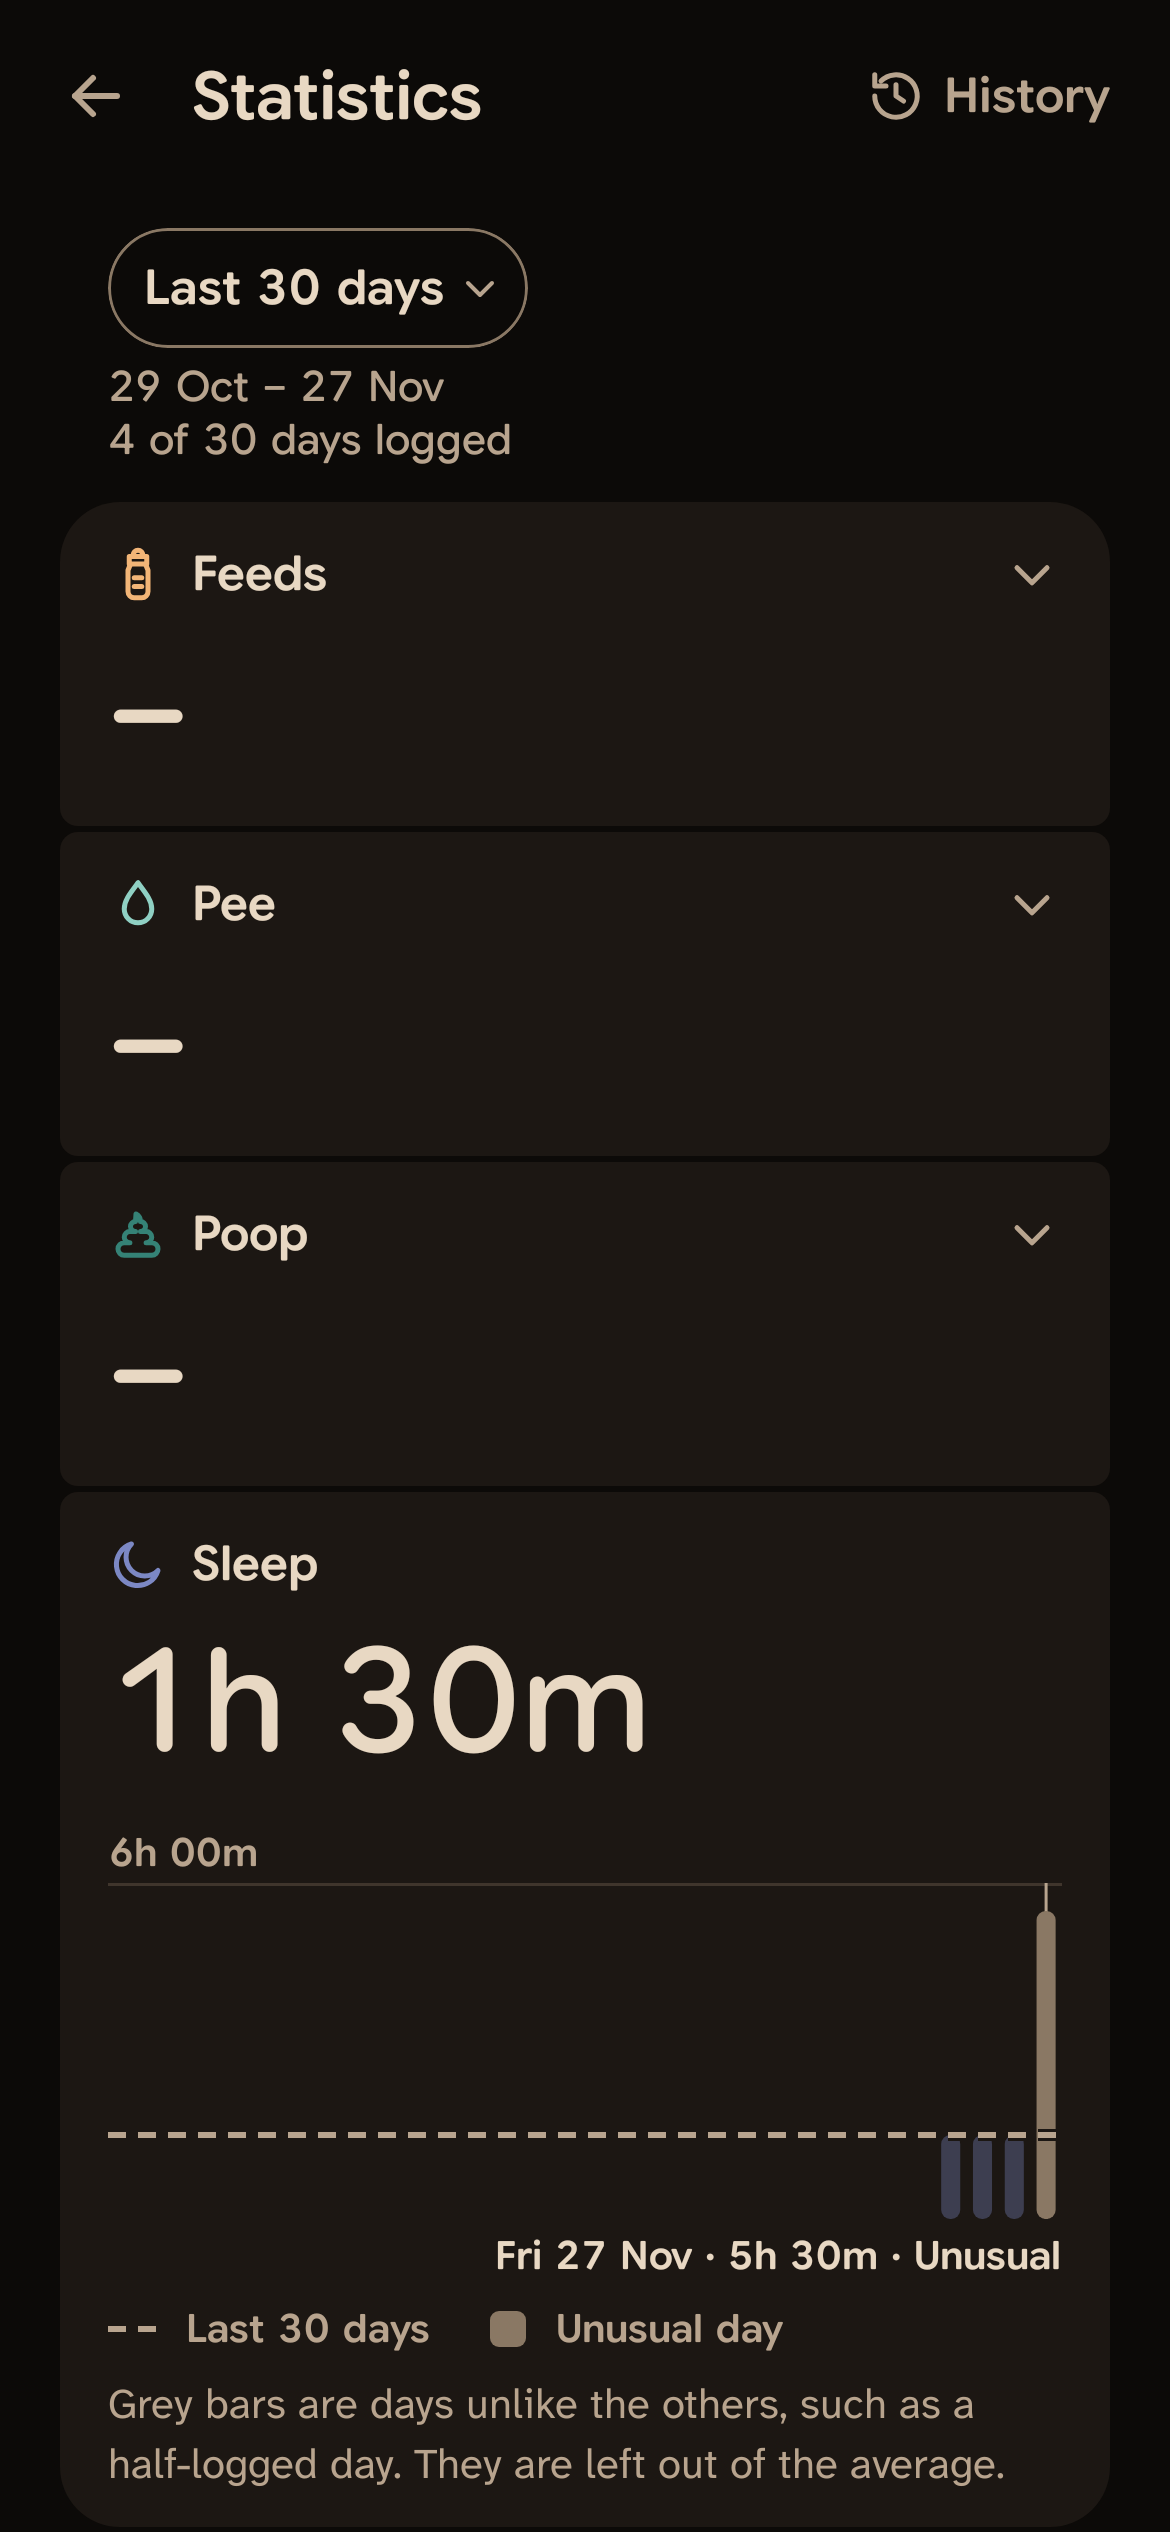 Statistics
History
Last 30 days
29 Oct – 27 Nov
4 of 30 days logged
Feeds
—
Pee
—
Poop
—
Sleep
1h 30m
6h 00m
Fri 27 Nov · 5h 30m · Unusual
Last 30 days
Unusual day
Grey bars are days unlike the others, such as a
half-logged day. They are left out of the average.